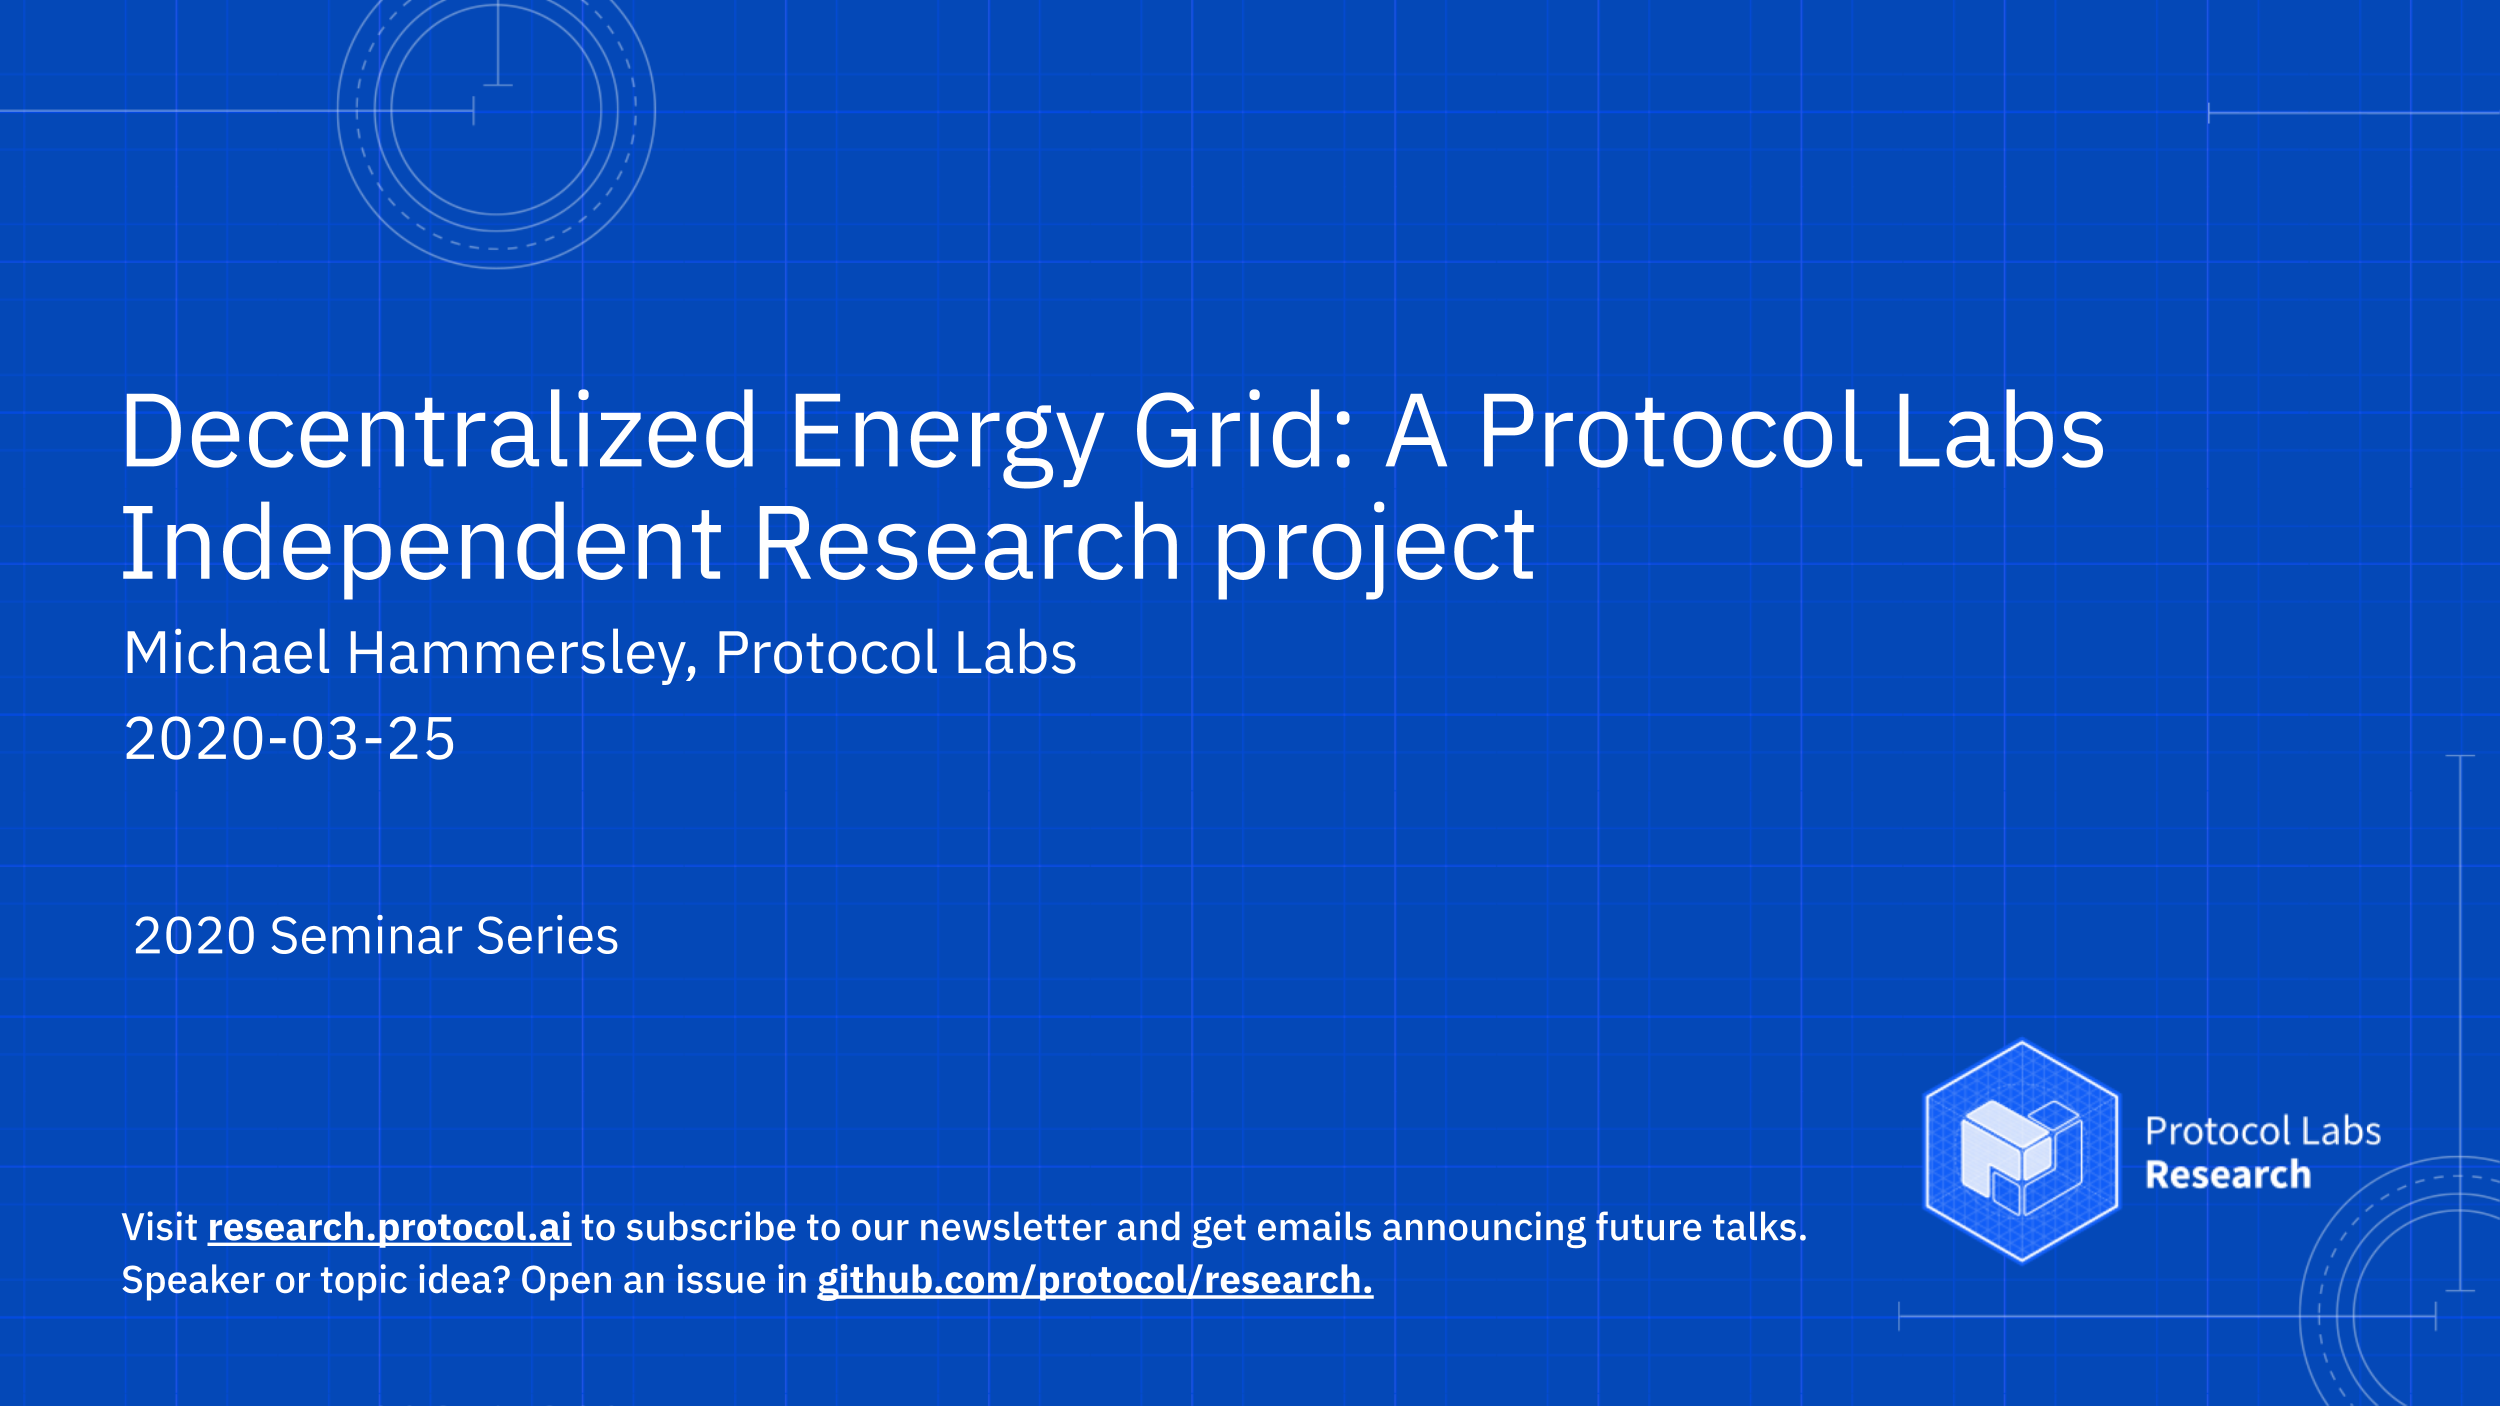 Decentralized Energy Grid: A Protocol Labs
Independent Research project
Michael Hammersley, Protocol Labs
2020-03-25
2020 Seminar Series
Protocol Labs
Research
Visit research.protocol.ai to subscribe to our newsletter and get emails announcing future talks.
Speaker or topic idea? Open an issue in github.com/protocol/research.